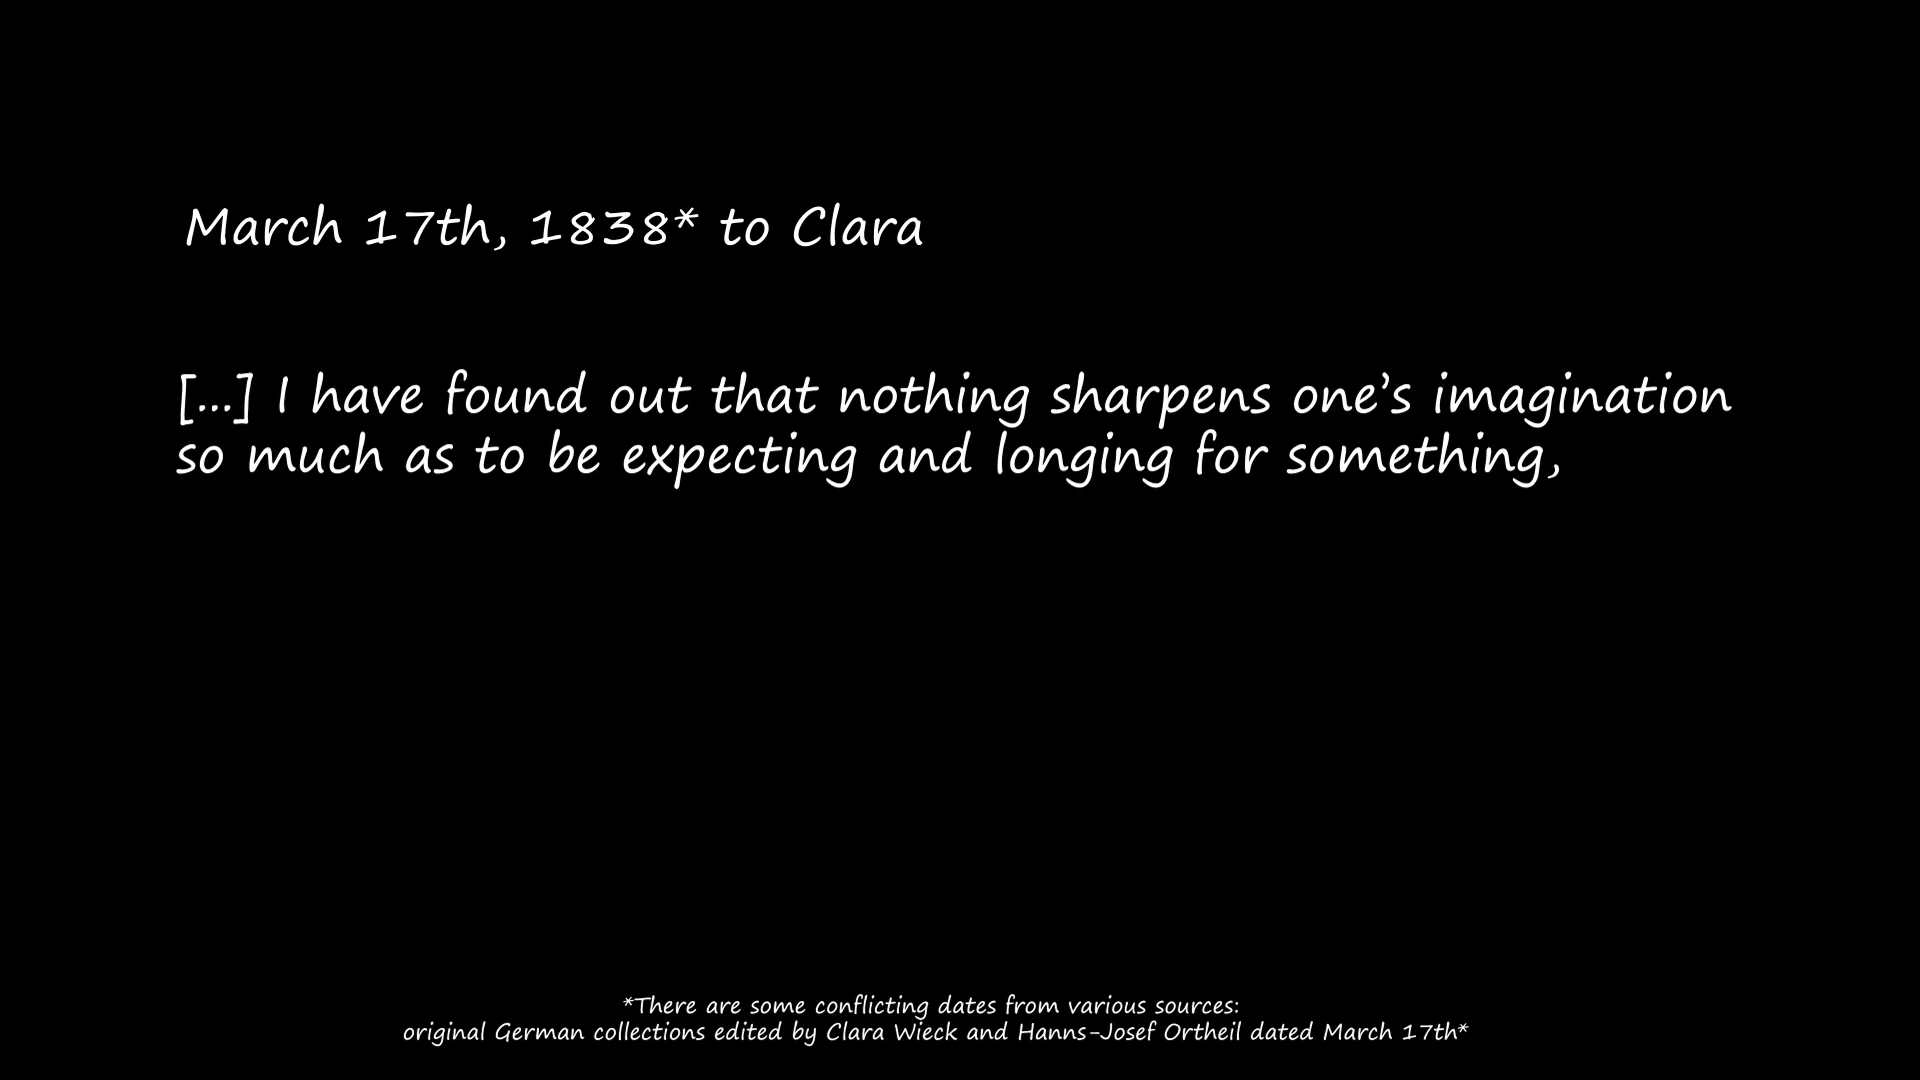 March 17th, 1838* to Clara
[...] I have found out that nothing sharpens one’s imagination
so much as to be expecting and longing for something,
*There are some conflicting dates from various sources:
original German collections edited by Clara Wieck and Hanns-Josef Ortheil dated March 17th*